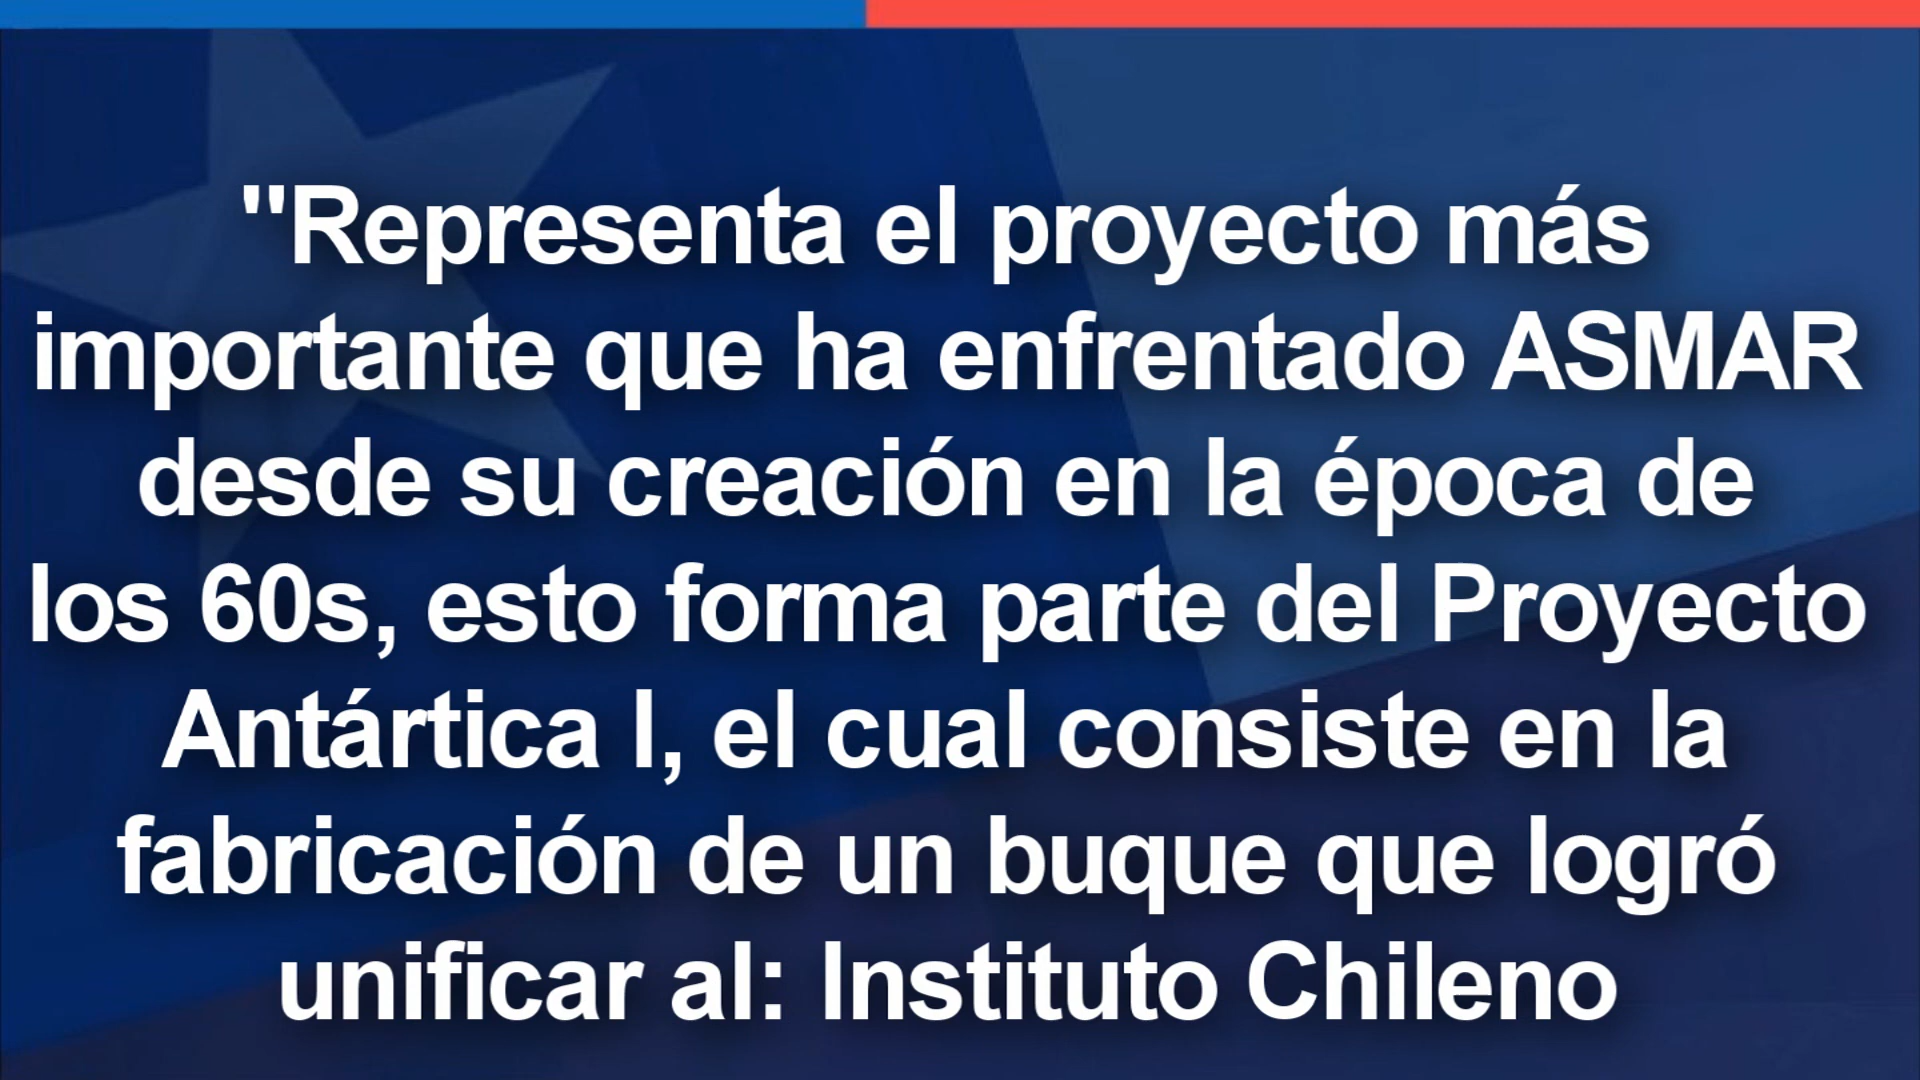 "Representa el proyecto más
importante que ha enfrentado ASMAR
desde su creación en la época de
los 60s, esto forma parte del Proyecto
Antártica I, el cual consiste en la
fabricación de un buque que logró
unificar al: Instituto Chileno